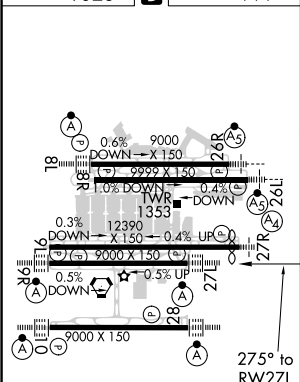 A
P
0.6%
9000
DOWN
X 150
A5
26R
8L
9999 X 150
P
8R
1.0% DOWN
0.4%
P
DOWN
TWR
1353
26L
A5
A4
0.3%
DOWN
12390
X 150
0.4% UP
P
9L
27R
P
P
9000 X 150
P
9R
27L
0.5%
DOWN
0.5% UP
A
A
P
28
10
9000 X 150
P
A
A
275° to
RW27L